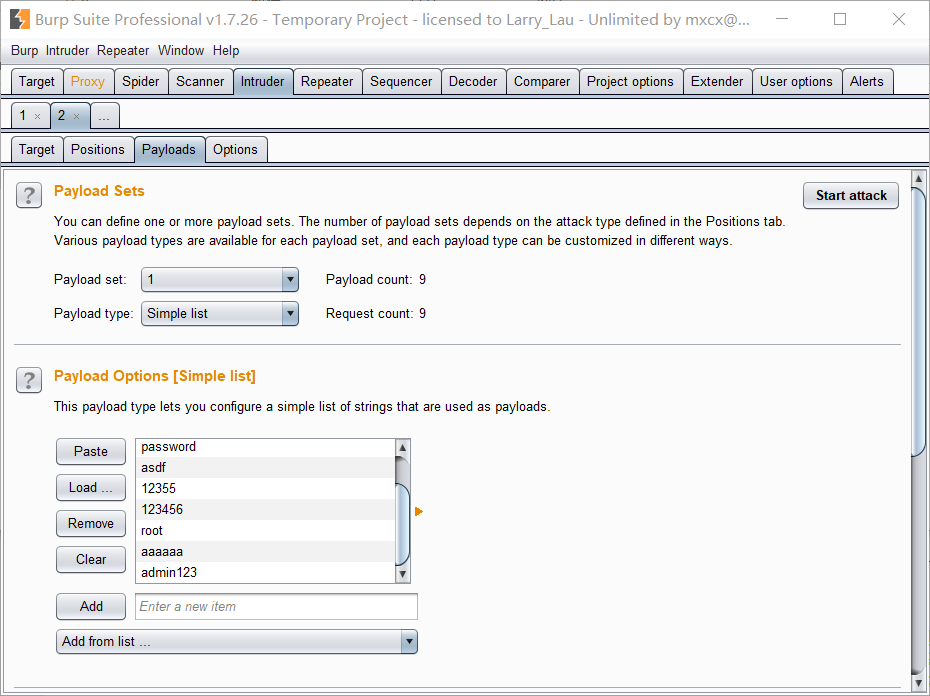 Burp Suite Professional v1.7.26 - Temporary Project - licensed to Larry_Lau - Unlimited by mxcx@...
Burp Intruder Repeater Window Help
Target Proxy Spider Scanner Intruder Repeater Sequencer Decoder Comparer Project options Extender User options Alerts
1 × 2 × ...
Target Positions Payloads Options
? Payload Sets Start attack
You can define one or more payload sets. The number of payload sets depends on the attack type defined in the Positions tab.
Various payload types are available for each payload set, and each payload type can be customized in different ways.
Payload set: 1 Payload count: 9
Payload type: Simple list Request count: 9
? Payload Options [Simple list]
This payload type lets you configure a simple list of strings that are used as payloads.
Paste
Load ...
Remove
Clear
password
asdf
12355
123456
root
aaaaaa
admin123
Add Enter a new item
Add from list ...